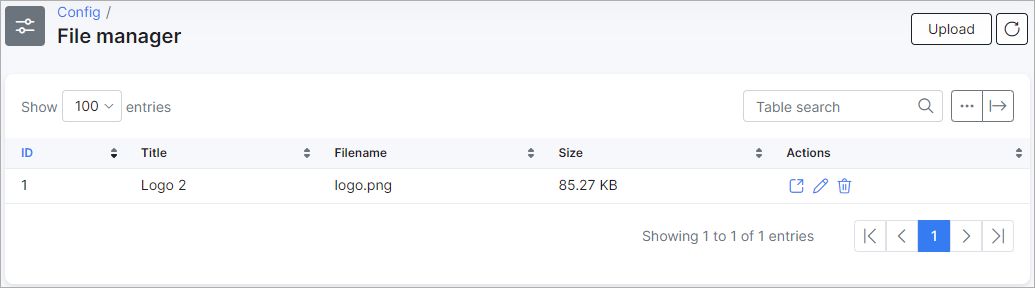 Config /
File manager
Upload
Show 100 entries
Table search
ID Title Filename Size Actions
1 Logo 2 logo.png 85.27 KB
Showing 1 to 1 of 1 entries 1